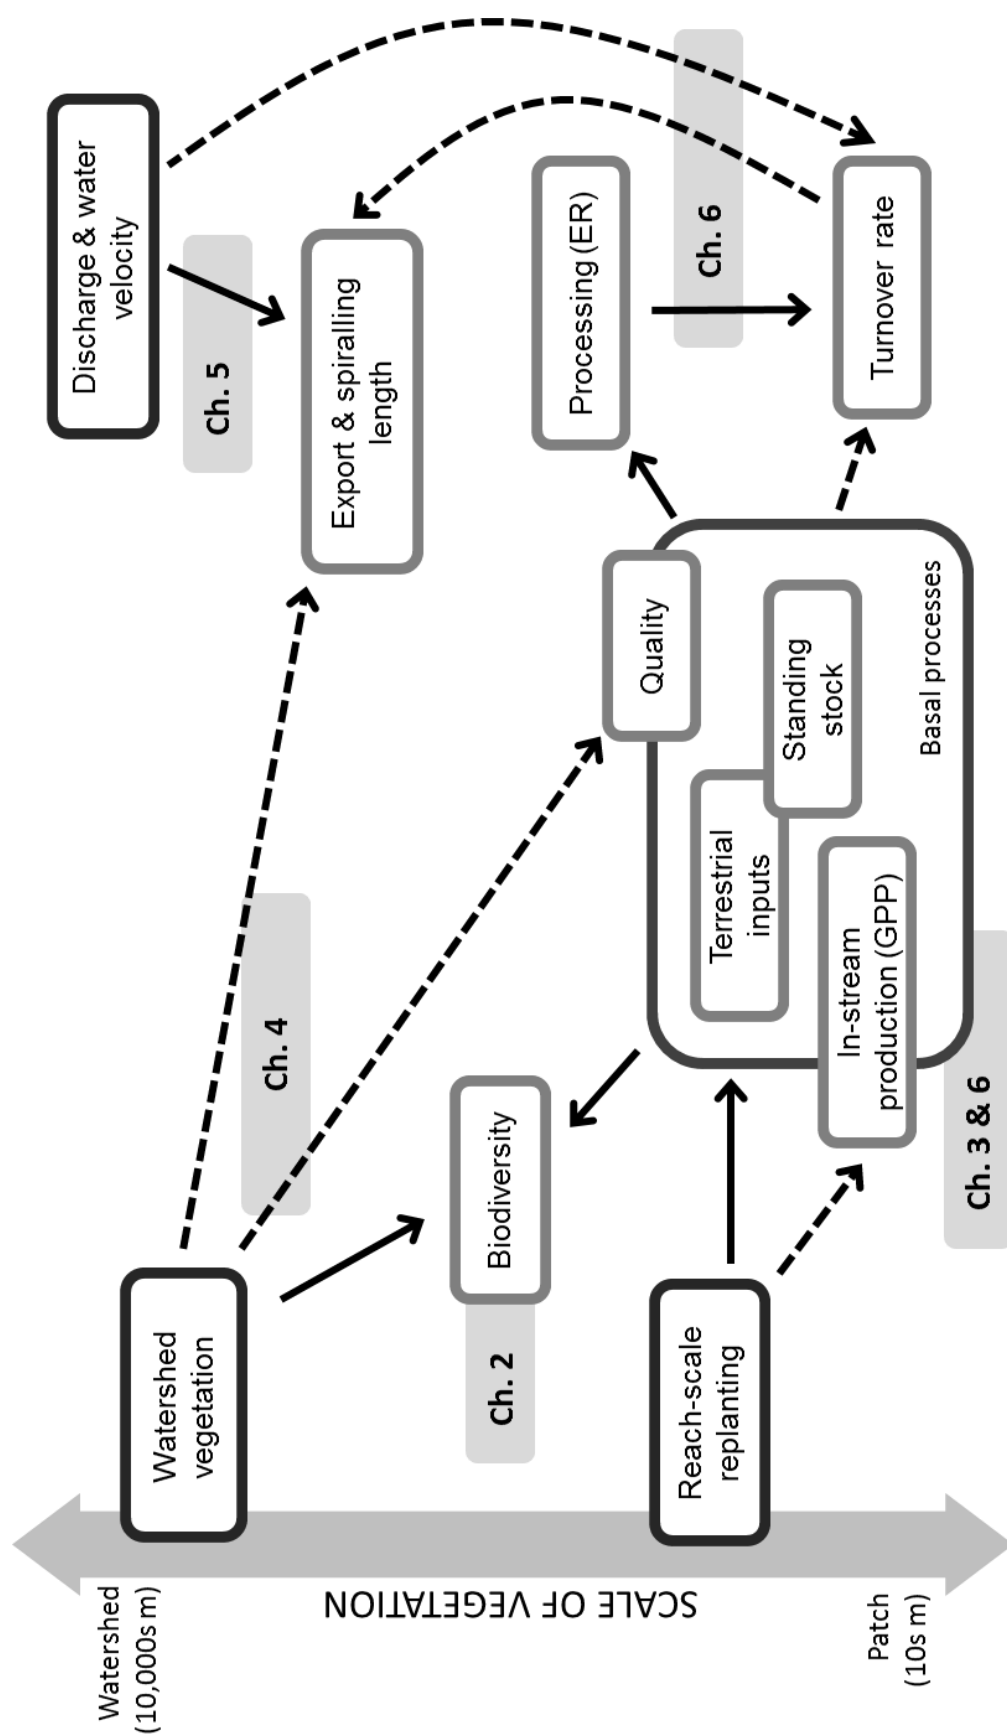 Watershed
(10,000s m)
SCALE OF VEGETATION
Patch
(10s m)
Watershed
vegetation
Reach-scale
replanting
Ch. 2
Biodiversity
Ch. 4
Ch. 3 & 6
In-stream
production (GPP)
Terrestrial
inputs
Standing
stock
Quality
Basal processes
Export & spiralling
length
Ch. 5
Discharge & water
velocity
Processing (ER)
Ch. 6
Turnover rate